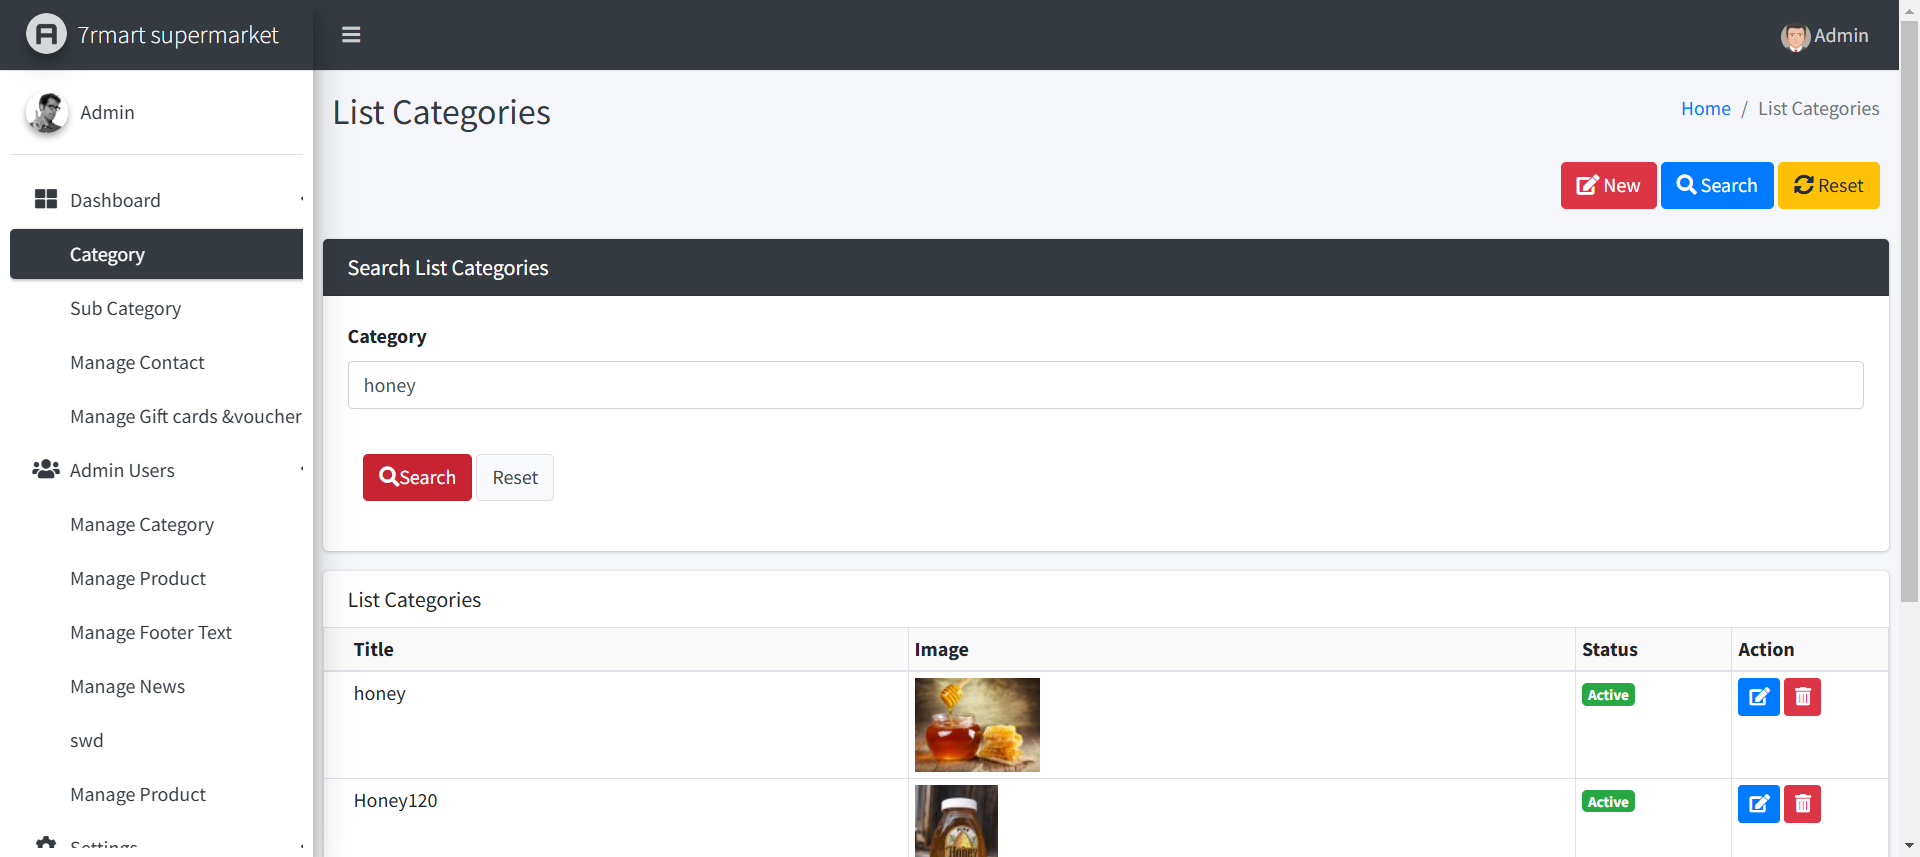 7rmart supermarket
Admin
Admin
List Categories
Home / List Categories
New
Search
Reset
Dashboard
Category
Sub Category
Manage Contact
Manage Gift cards &voucher
Admin Users
Manage Category
Manage Product
Manage Footer Text
Manage News
swd
Manage Product
Settings
Search List Categories
Category
honey
Search
Reset
List Categories
Title Image Status Action
honey Active
Honey120 Active
Honey